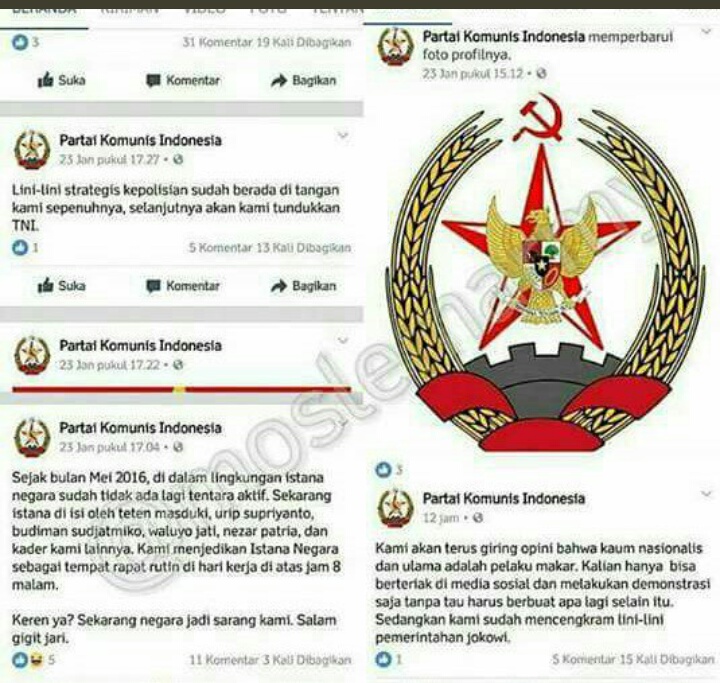 BERANDA KIRIMAN VIDEO FOTO TENTAN
3
31 Komentar 19 Kali Dibagikan
Suka Komentar Bagikan
Partai Komunis Indonesia
23 Jan pukul 17.27
Lini-lini strategis kepolisian sudah berada di tangan
kami sepenuhnya, selanjutnya akan kami tundukkan
TNI.
1
5 Komentar 13 Kali Dibagikan
Suka Komentar Bagikan
Partai Komunis Indonesia
23 Jan pukul 17.22
Partai Komunis Indonesia
23 Jan pukul 17.04
Sejak bulan Mei 2016, di dalam lingkungan istana
negara sudah tidak ada lagi tentara aktif. Sekarang
istana di isi oleh teten masduki, urip supriyanto,
budiman sudjatmiko, waluyo jati, nezar patria, dan
kader kami lainnya. Kami menjedikan Istana Negara
sebagai tempat rapat rutin di hari kerja di atas jam 8
malam.
Keren ya? Sekarang negara jadi sarang kami. Salam
gigit jari.
5
11 Komentar 3 Kali Dibagikan
Partai Komunis Indonesia memperbarui
foto profilnya.
23 Jan pukul 15.12
3
Partai Komunis Indonesia
12 jam
Kami akan terus giring opini bahwa kaum nasionalis
dan ulama adalah pelaku makar. Kalian hanya bisa
berteriak di media sosial dan melakukan demonstrasi
saja tanpa tau harus berbuat apa lagi selain itu.
Sedangkan kami sudah mencengkram lini-lini
pemerintahan jokowi.
1
5 Komentar 15 Kali Dibagikan